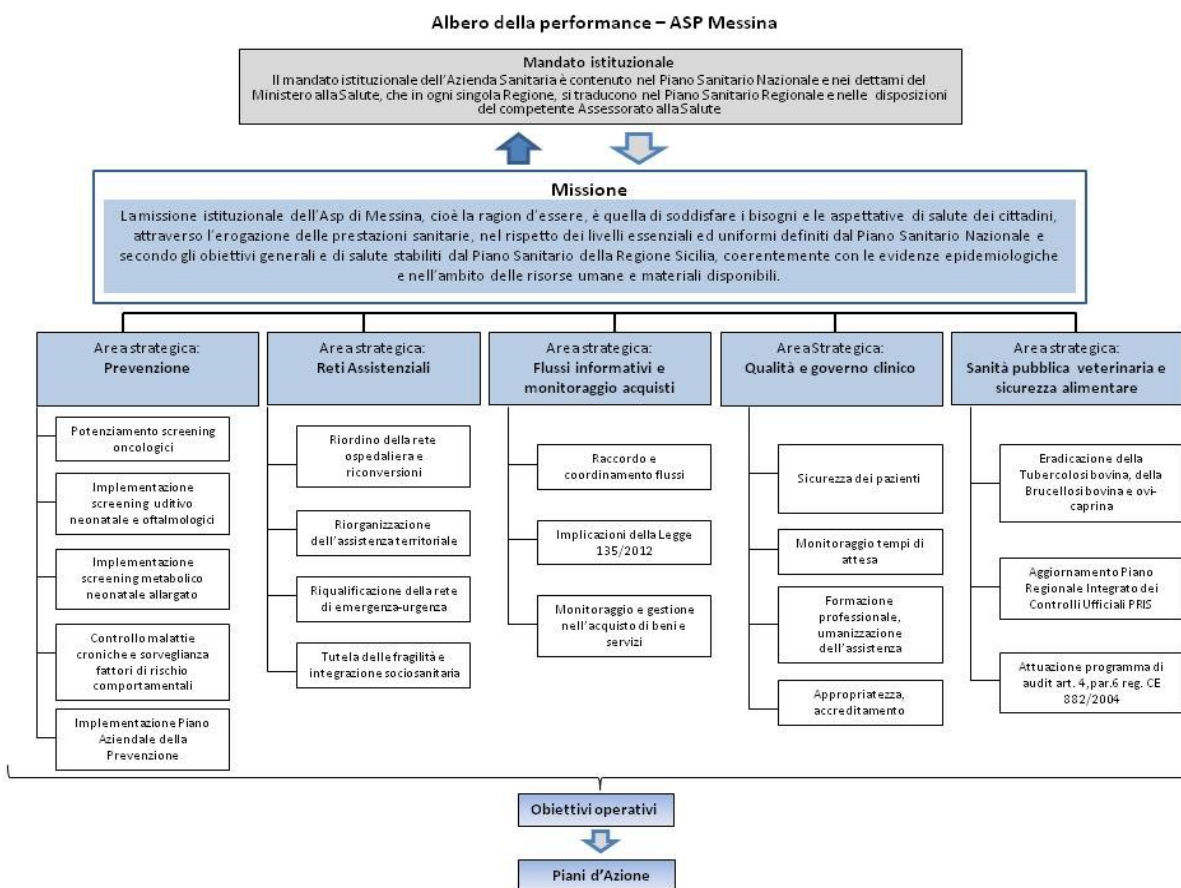 Albero della performance – ASP Messina
Mandato istituzionale
Il mandato istituzionale dell'Azienda Sanitaria è contenuto nel Piano Sanitario Nazionale e nei dettami del
Ministero alla Salute, che in ogni singola Regione, si traducono nel Piano Sanitario Regionale e nelle disposizioni
del competente Assessorato alla Salute
Missione
La missione istituzionale dell'Asp di Messina, cioè la ragion d'essere, è quella di soddisfare i bisogni e le aspettative di salute dei cittadini,
attraverso l'erogazione delle prestazioni sanitarie, nel rispetto dei livelli essenziali ed uniformi definiti dal Piano Sanitario Nazionale e
secondo gli obiettivi generali e di salute stabiliti dal Piano Sanitario della Regione Sicilia, coerentemente con le evidenze epidemiologiche
e nell'ambito delle risorse umane e materiali disponibili.
Area strategica:
Prevenzione
Potenziamento screening
oncologici
Implementazione
screening uditivo
neonatale e oftalmologici
Implementazione
screening metabolico
neonatale allargato
Controllo malattie
croniche e sorveglianza
fattori di rischio
comportamentali
Implementazione Piano
Aziendale della
Prevenzione
Area strategica:
Reti Assistenziali
Riordino della rete
ospedaliera e
riconversioni
Riorganizzazione
dell'assistenza territoriale
Riqualificazione della rete
di emergenza-urgenza
Tutela delle fragilità e
integrazione sociosanitaria
Area strategica:
Flussi informativi e
monitoraggio acquisti
Raccordo e
coordinamento flussi
Implicazioni della Legge
135/2012
Monitoraggio e gestione
nell'acquisto di beni e
servizi
Area Strategica:
Qualità e governo clinico
Sicurezza dei pazienti
Monitoraggio tempi di
attesa
Formazione
professionale,
umanizzazione
dell'assistenza
Appropriatezza,
accreditamento
Area strategica:
Sanità pubblica veterinaria e
sicurezza alimentare
Eradicazione della
Tubercolosi bovina, della
Brucellosi bovina e ovi-
caprina
Aggiornamento Piano
Regionale Integrato dei
Controlli Ufficiali PRIS
Attuazione programma di
audit art. 4, par.6 reg. CE
882/2004
Obiettivi operativi
Piani d'Azione